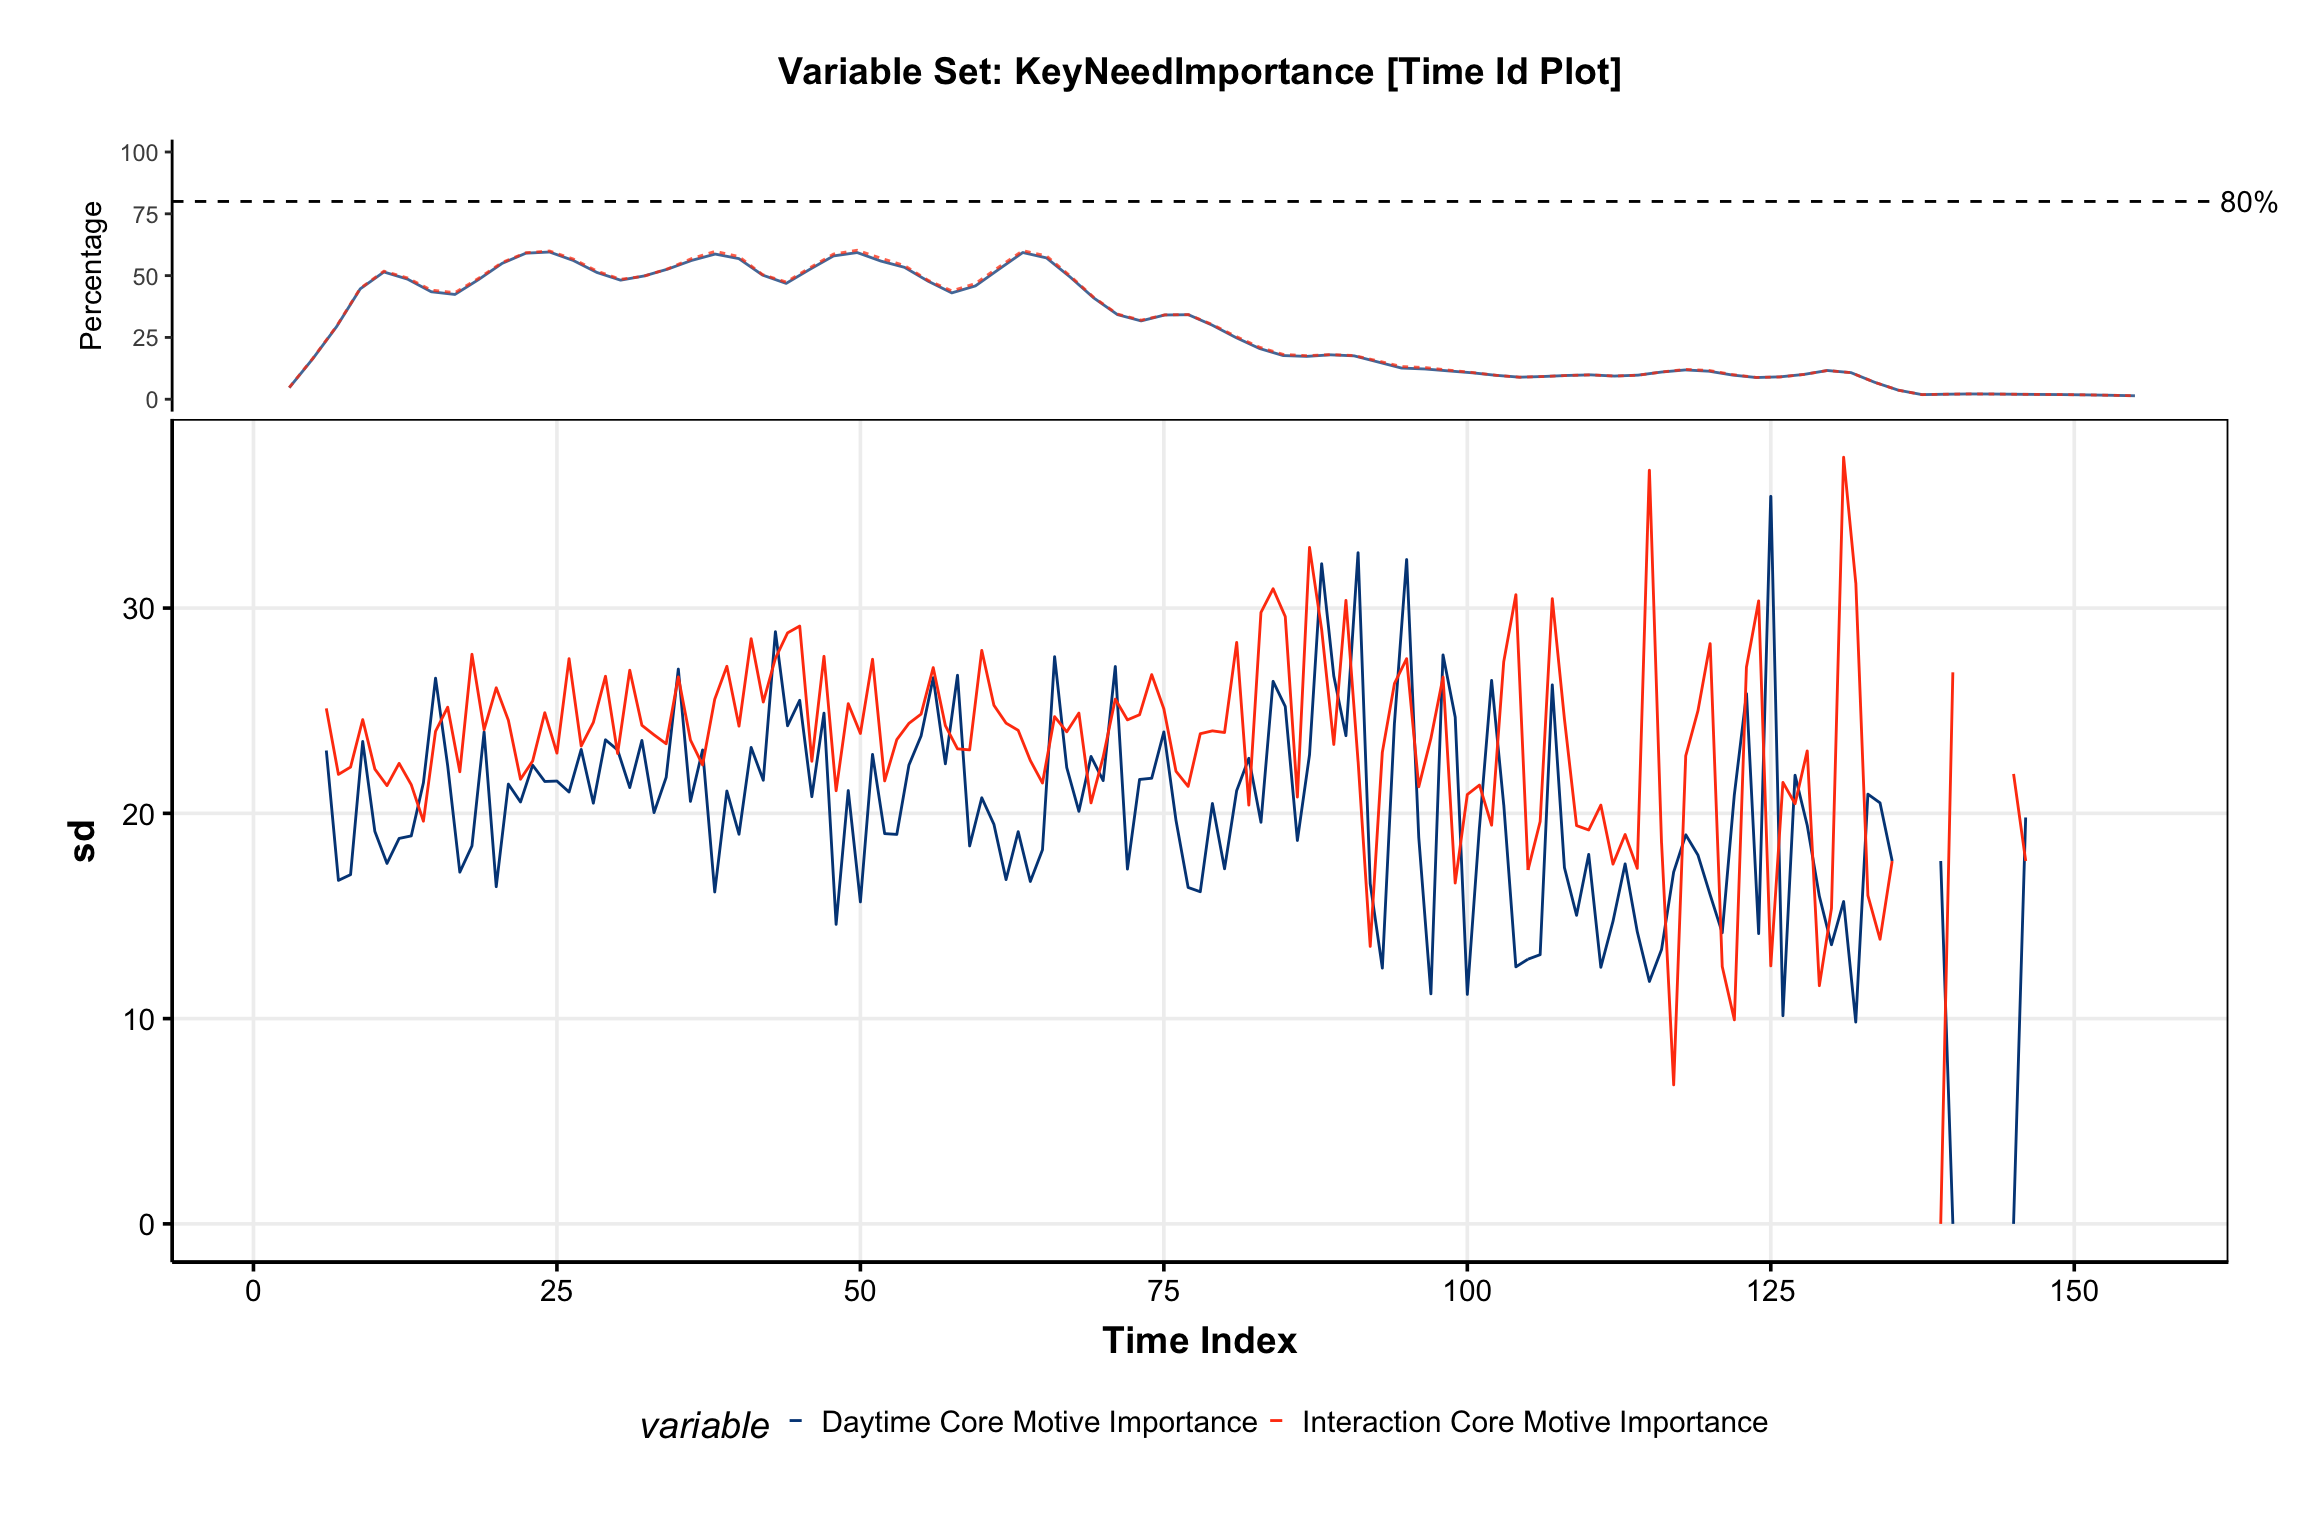 Variable Set: KeyNeedImportance [Time Id Plot]
Percentage
100
75
50
25
0
80%
sd
30
20
10
0
0 25 50 75 100 125 150
Time Index
variable Daytime Core Motive Importance Interaction Core Motive Importance